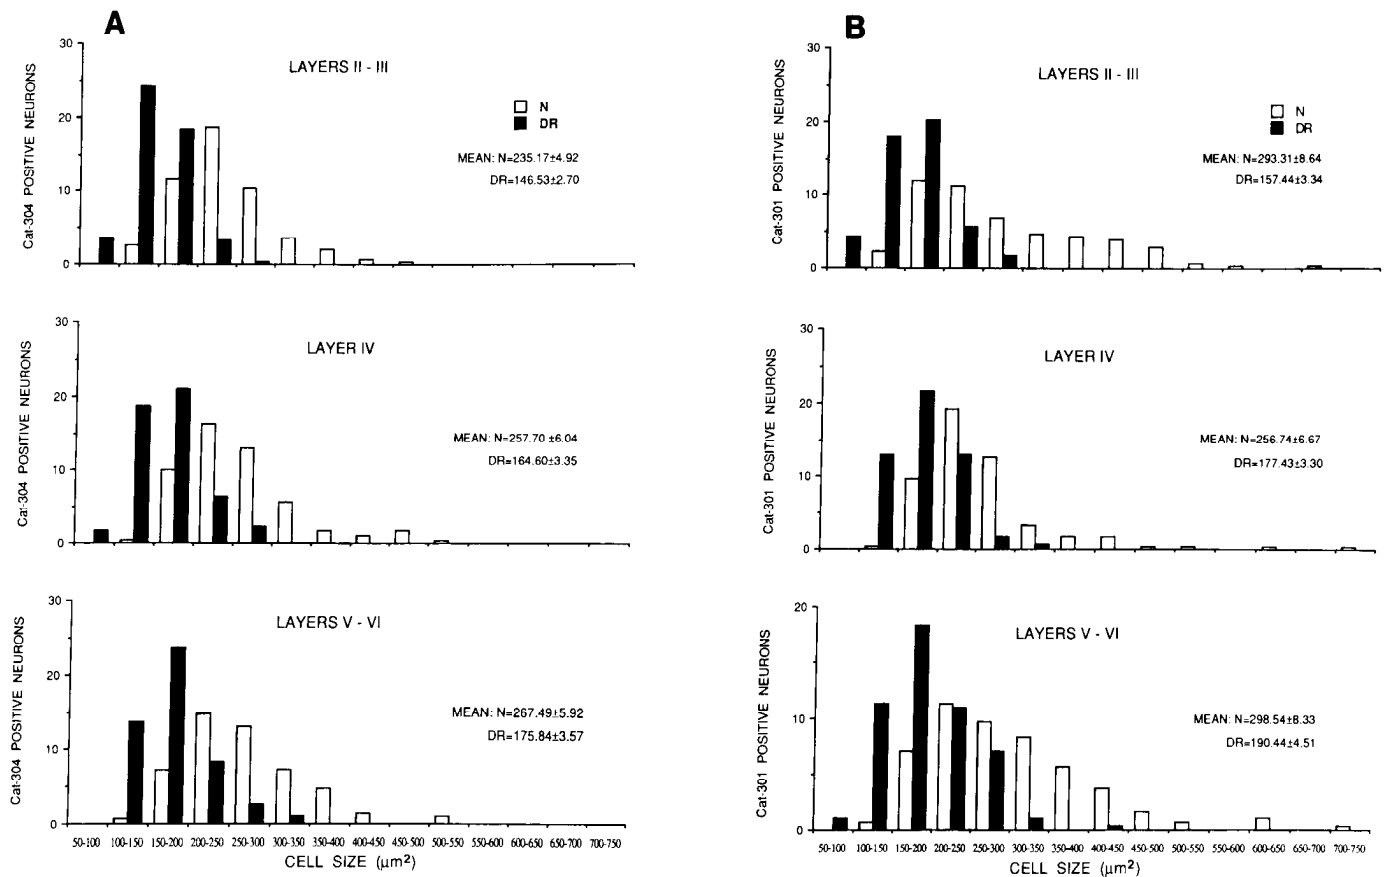 A
30
20
10
0
Cat-304 POSITIVE NEURONS
LAYERS II - III
N
DR
MEAN: N=235.17±4.92
DR=146.53±2.70
30
20
10
0
Cat-304 POSITIVE NEURONS
LAYER IV
MEAN: N=257.70 ±6.04
DR=164.60±3.35
30
20
10
0
Cat-304 POSITIVE NEURONS
LAYERS V - VI
MEAN: N=267.49±5.92
DR=175.84±3.57
50-100 100-150 150-200 200-250 250-300 300-350 350-400 400-450 450-500 500-550 550-600 600-650 650-700 700-750
CELL SIZE (μm²)
B
30
20
10
0
Cat-301 POSITIVE NEURONS
LAYERS II - III
N
DR
MEAN: N=293.31±8.64
DR=157.44±3.34
30
20
10
0
Cat-301 POSITIVE NEURONS
LAYER IV
MEAN: N=256.74±6.67
DR=177.43±3.30
20
10
0
Cat-301 POSITIVE NEURONS
LAYERS V - VI
MEAN: N=298.54±8.33
DR=190.44±4.51
50-100 100-150 150-200 200-250 250-300 300-350 350-400 400-450 450-500 500-550 550-600 600-650 650-700 700-750
CELL SIZE (μm²)